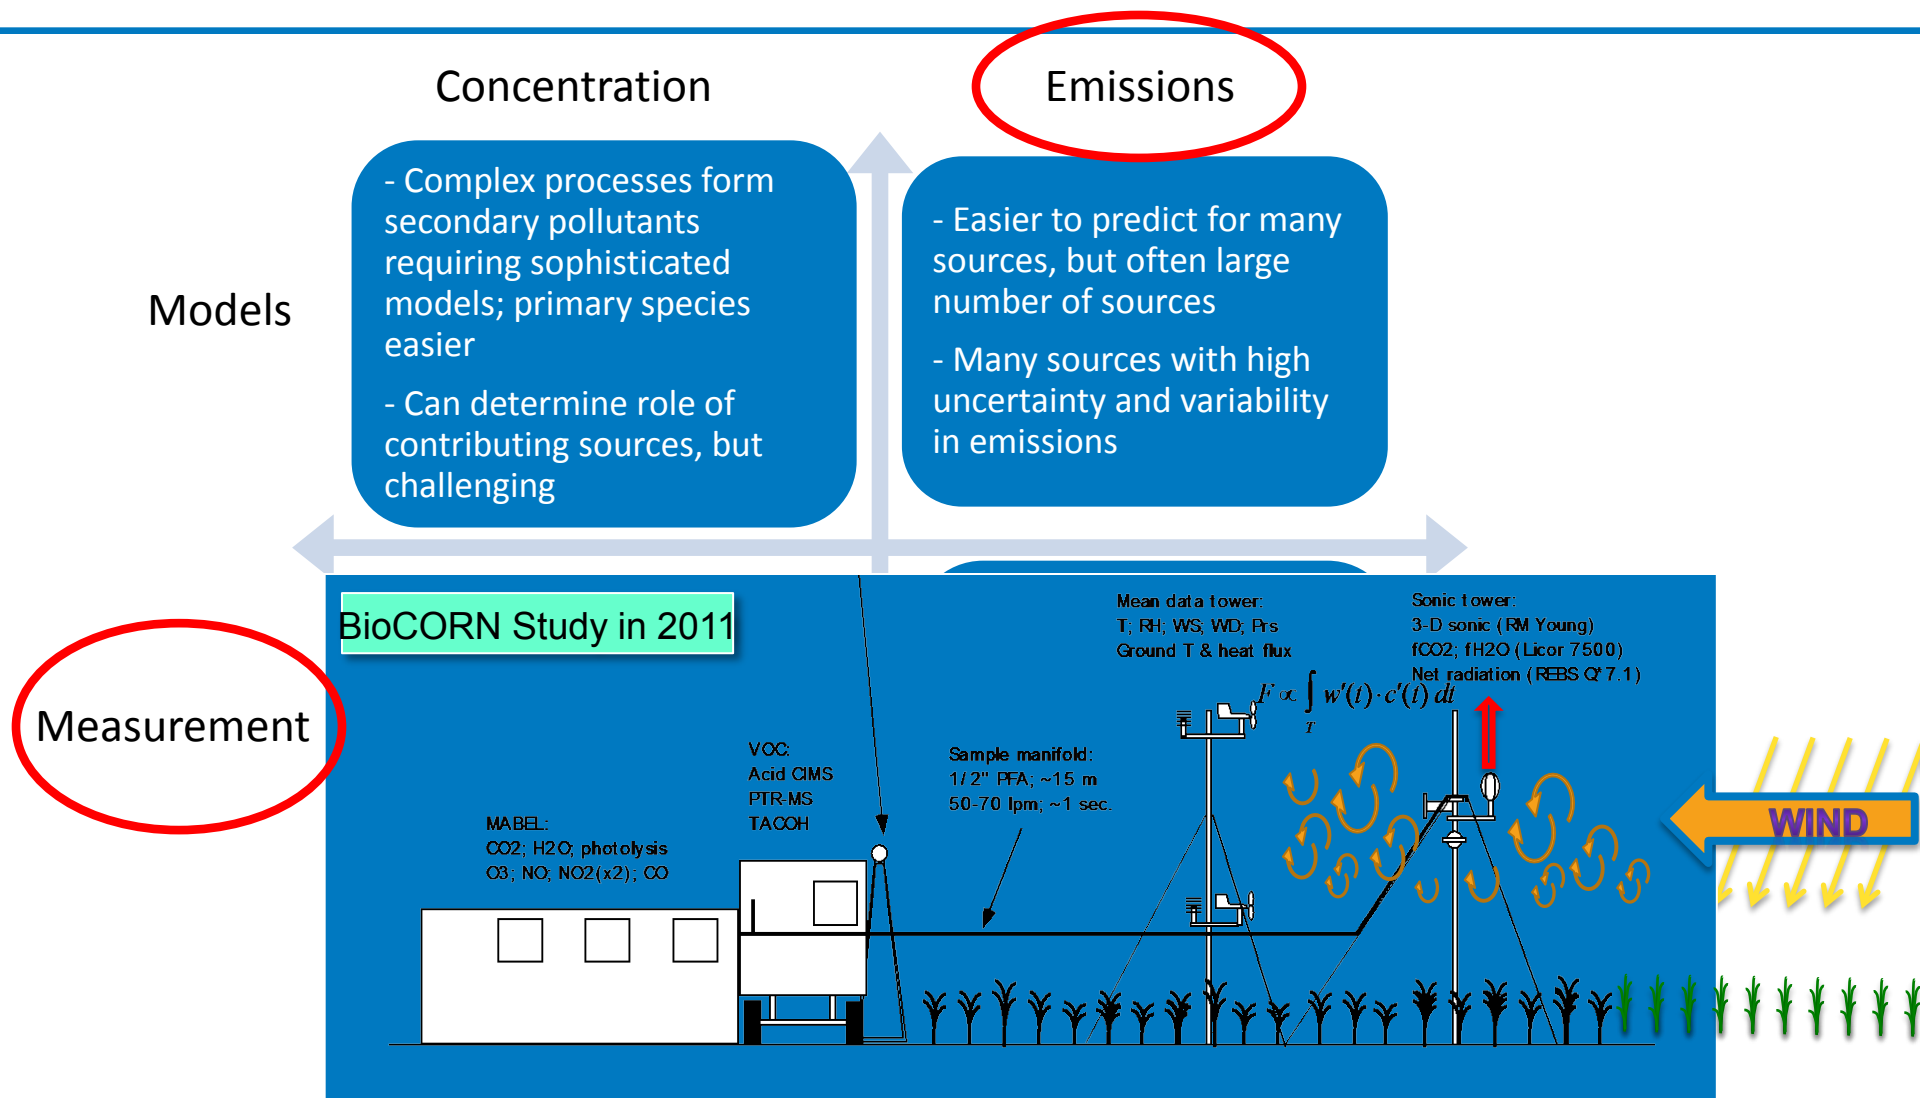 Concentration
Emissions
Models
- Complex processes form
secondary pollutants
requiring sophisticated
models; primary species
easier
- Can determine role of
contributing sources, but
challenging
- Easier to predict for many
sources, but often large
number of sources
- Many sources with high
uncertainty and variability
in emissions
Measurement
BioCORN Study in 2011
Mean data tower:
T; RH; WS; WD; Prs
Ground T & heat flux
Sonic tower:
3-D sonic (RM Young)
fCO2; fH2O (Licor 7500)
Net radiation (REBS Q*7.1)
F ∝ ∫ w'(t)·c'(t) dt
T
VOC:
Acid CIMS
PTR-MS
TACOH
Sample manifold:
1/2" PFA; ~15 m
50-70 lpm; ~1 sec.
MABEL:
CO2; H2O; photolysis
O3; NO; NO2(x2); CO
WIND